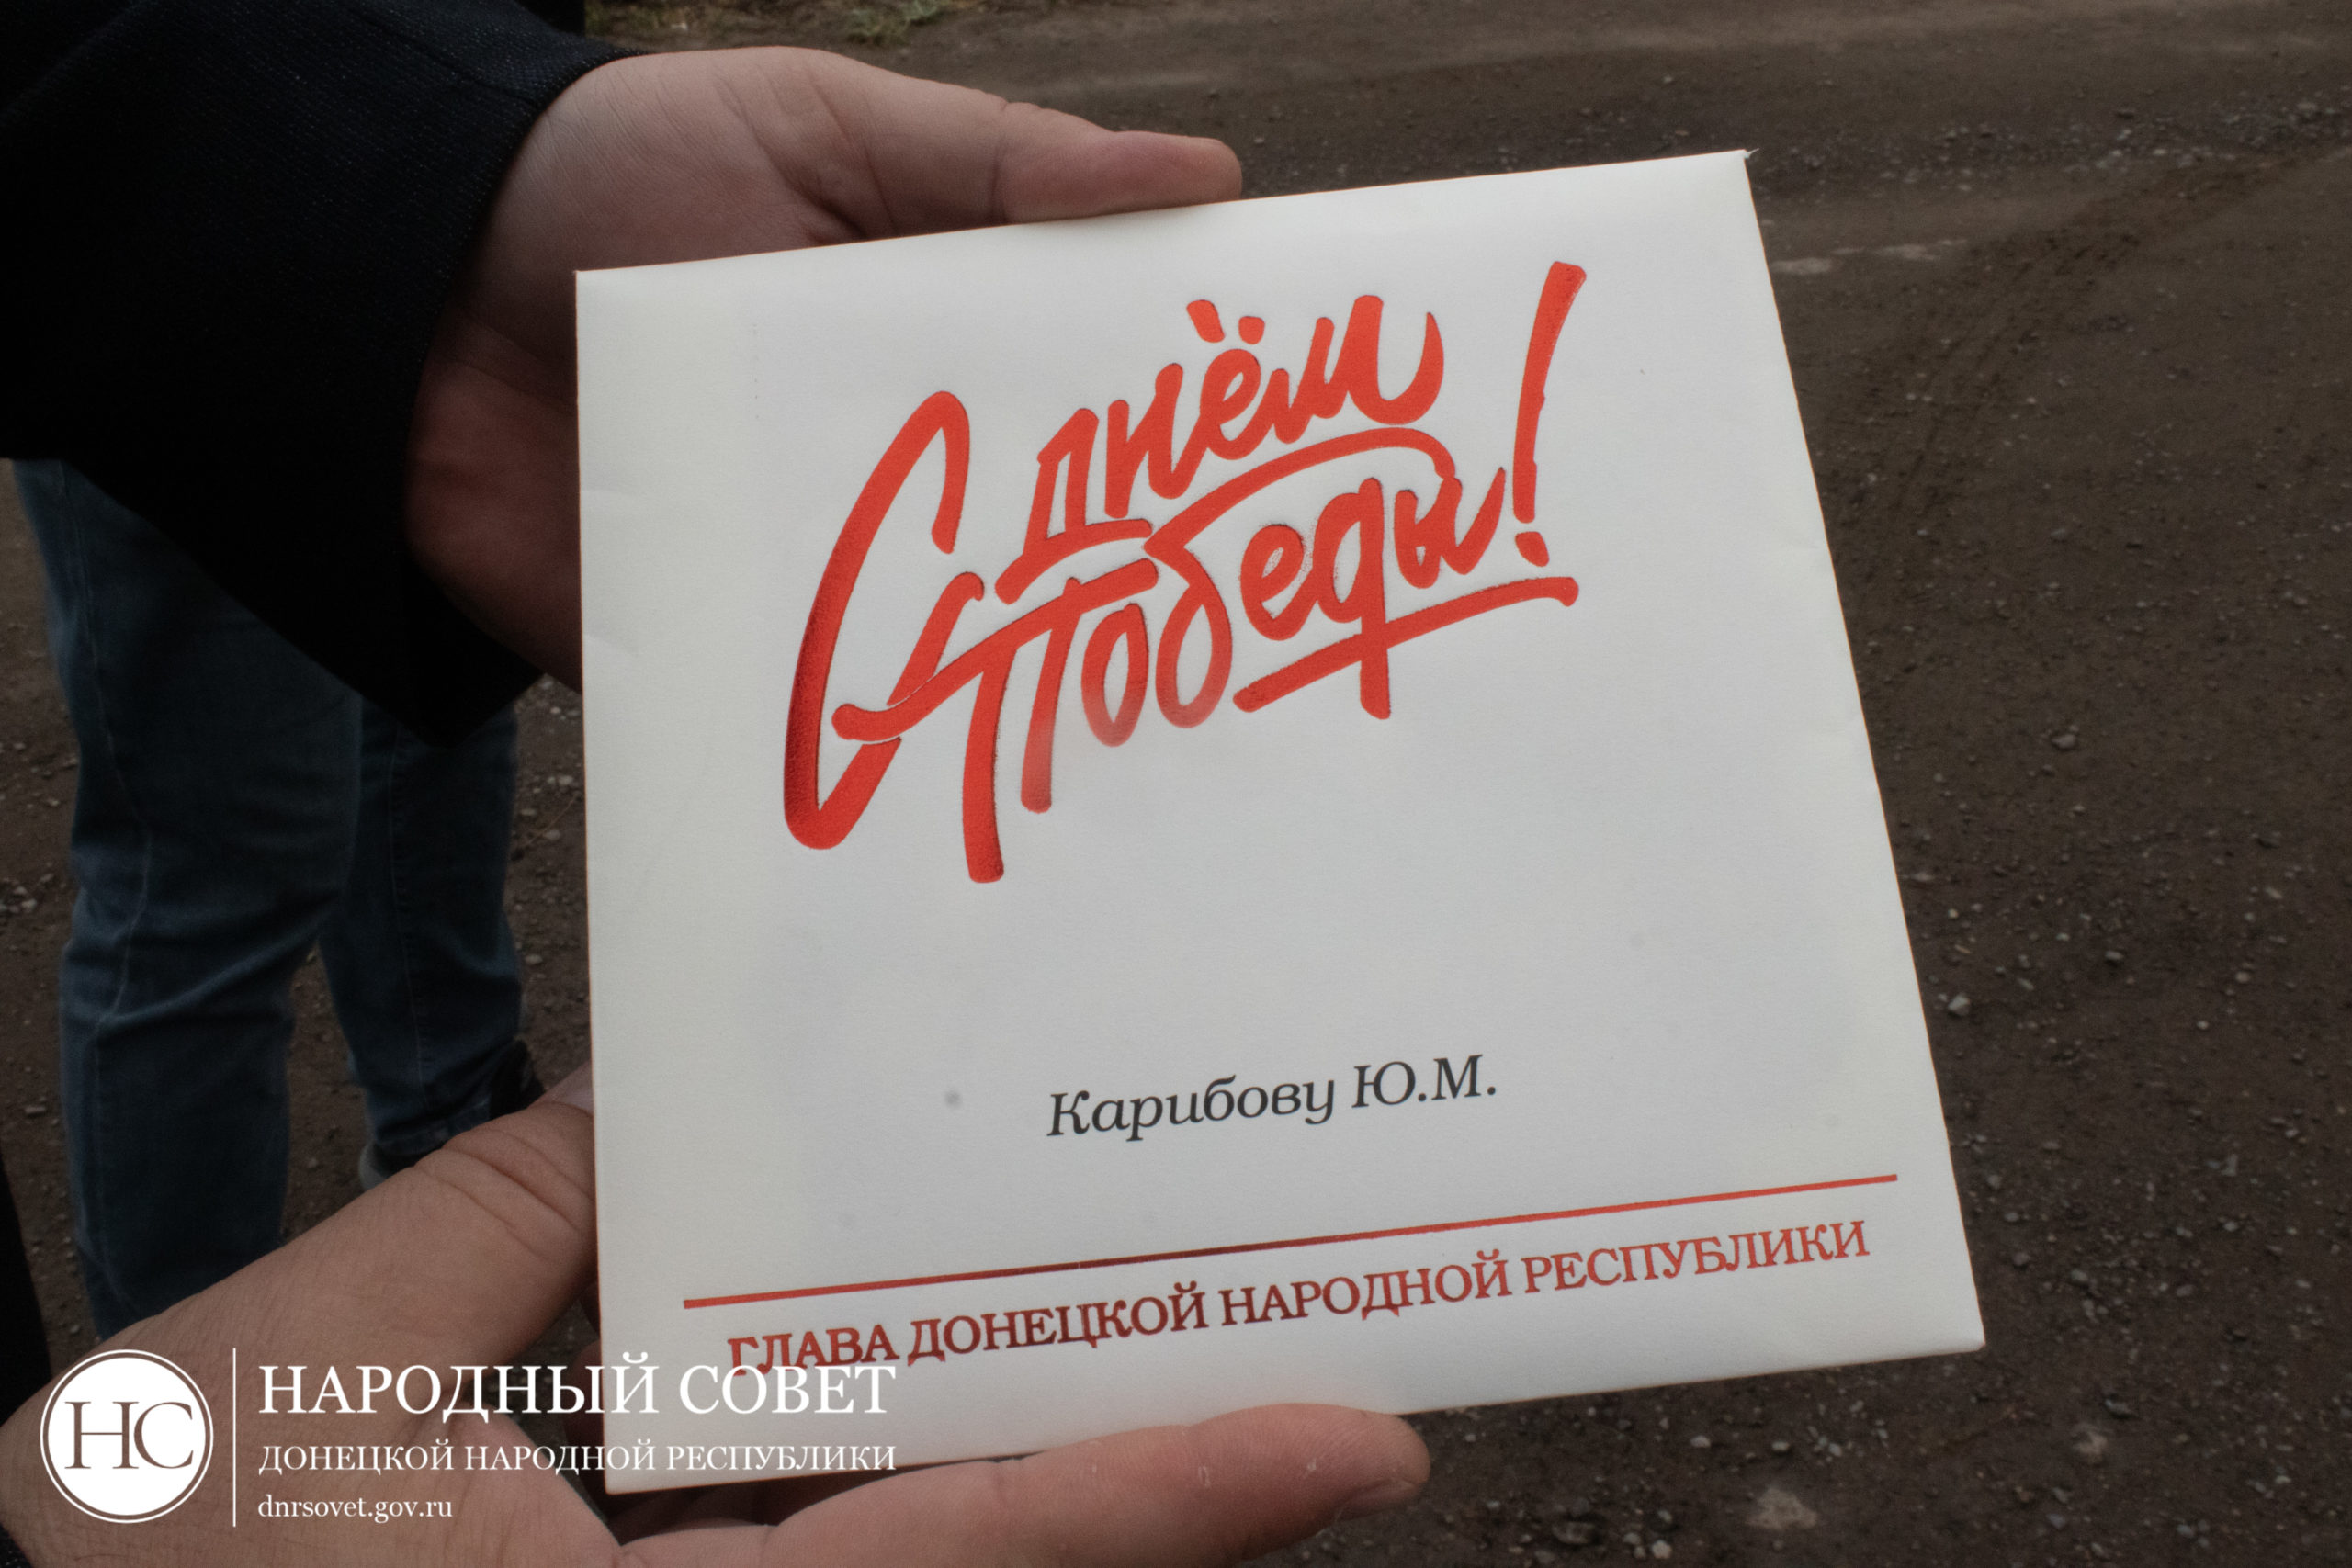 С днём
Победы!
Карибову Ю.М.
ГЛАВА ДОНЕЦКОЙ НАРОДНОЙ РЕСПУБЛИКИ
НС
НАРОДНЫЙ СОВЕТ
ДОНЕЦКОЙ НАРОДНОЙ РЕСПУБЛИКИ
dnrsovet.gov.ru